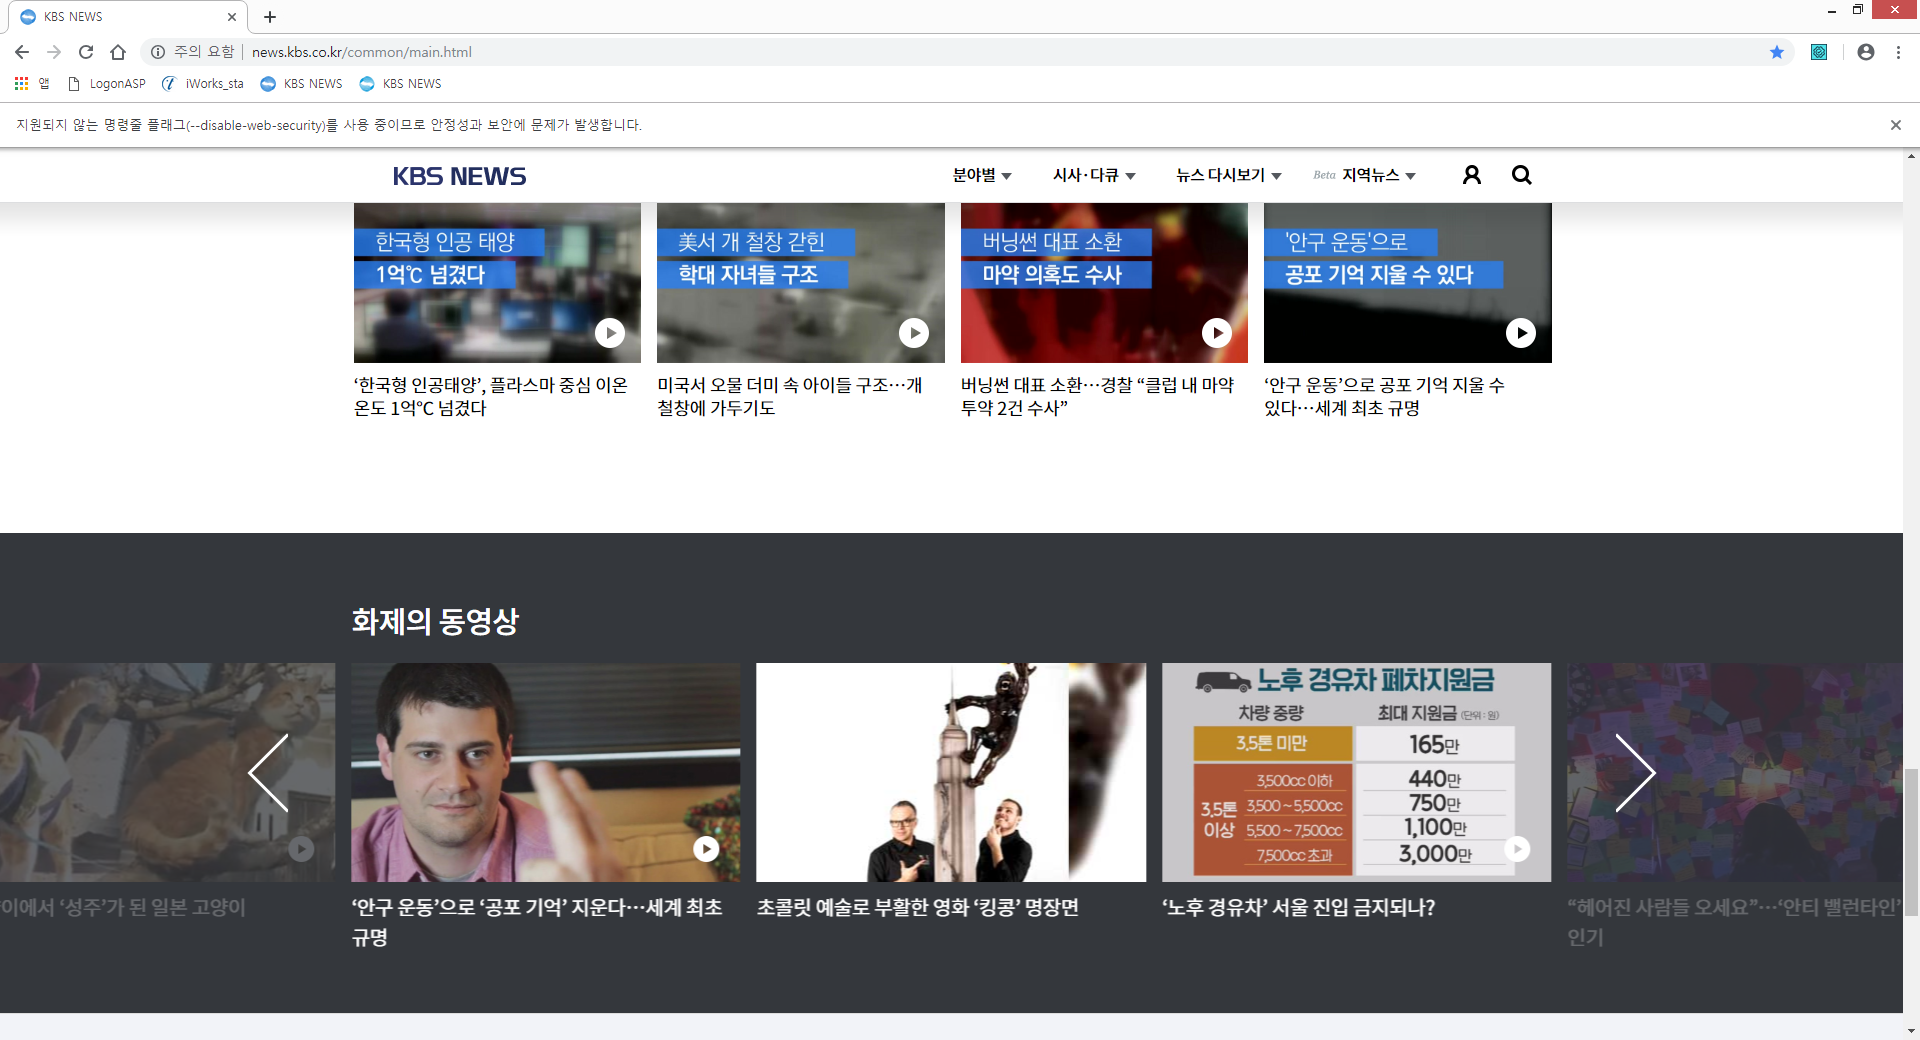 KBS NEWS
주의 요함
news.kbs.co.kr/common/main.html
앱
LogonASP
iWorks_sta
KBS NEWS
KBS NEWS
지원되지 않는 명령줄 플래그(--disable-web-security)를 사용 중이므로 안정성과 보안에 문제가 발생합니다.
KBS NEWS
분야별
시사·다큐
뉴스 다시보기
Beta 지역뉴스
한국형 인공 태양
1억℃ 넘겼다
美서 개 철창 갇힌
학대 자녀들 구조
버닝썬 대표 소환
마약 의혹도 수사
'안구 운동'으로
공포 기억 지울 수 있다
‘한국형 인공태양’, 플라스마 중심 이온
온도 1억℃ 넘겼다
미국서 오물 더미 속 아이들 구조…개
철창에 가두기도
버닝썬 대표 소환…경찰 “클럽 내 마약
투약 2건 수사”
‘안구 운동’으로 공포 기억 지울 수
있다…세계 최초 규명
화제의 동영상
노후 경유차 폐차지원금
차량 중량
최대 지원금 (단위 : 원)
3.5톤 미만
165만
3.5톤
이상
3,500cc 이하
440만
3,500 ~ 5,500cc
750만
5,500 ~ 7,500cc
1,100만
7,500cc 초과
3,000만
이에서 ‘성주’가 된 일본 고양이
‘안구 운동’으로 ‘공포 기억’ 지운다…세계 최초
규명
초콜릿 예술로 부활한 영화 ‘킹콩’ 명장면
‘노후 경유차’ 서울 진입 금지되나?
“헤어진 사람들 오세요”…‘안티 밸런타인’
인기